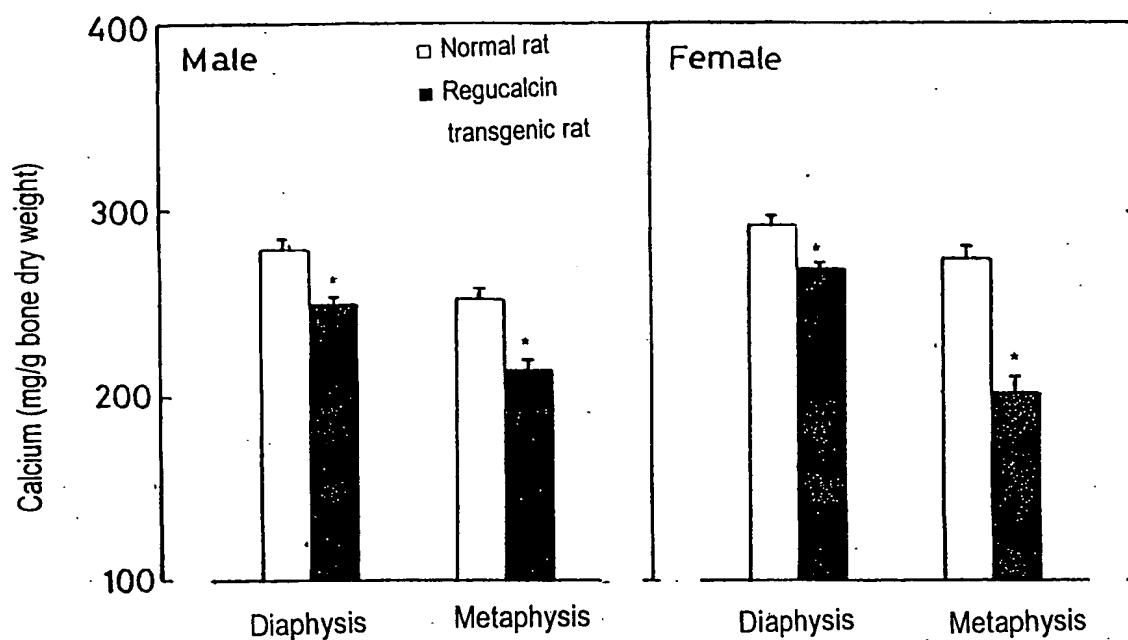 400
300
200
100
Calcium (mg/g bone dry weight)
Male
□ Normal rat
■ Regucalcin
transgenic rat
Female
*
*
*
*
Diaphysis
Metaphysis
Diaphysis
Metaphysis